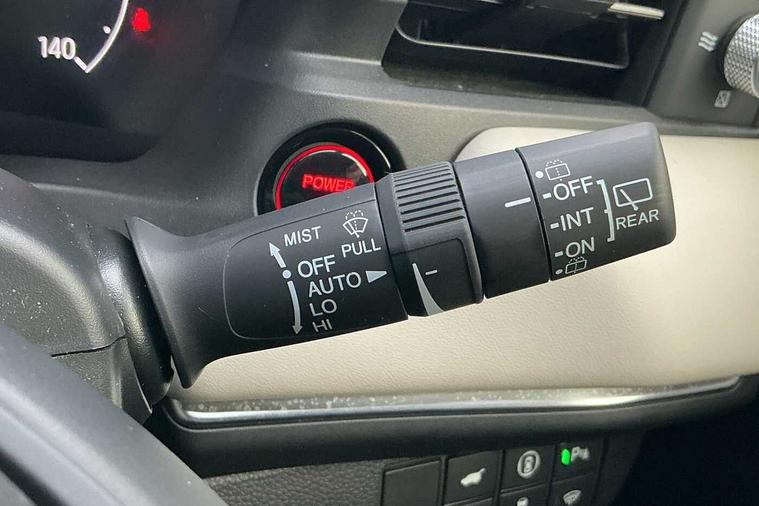 140
POWER
MIST
PULL
OFF
AUTO
LO
HI
-OFF
-INT
-ON
REAR
P